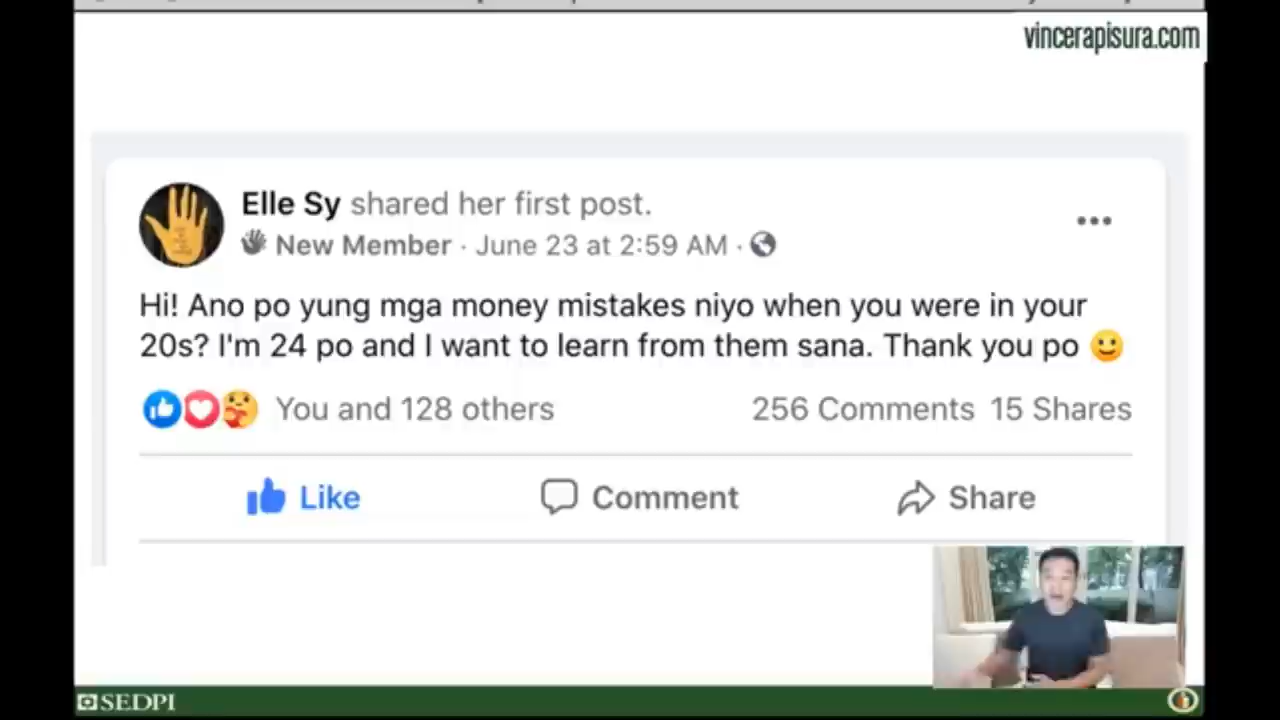 vincerapisura.com
Elle Sy shared her first post.
New Member · June 23 at 2:59 AM ·
Hi! Ano po yung mga money mistakes niyo when you were in your
20s? I'm 24 po and I want to learn from them sana. Thank you po 🙂
You and 128 others 256 Comments 15 Shares
Like Comment Share
SEDPI